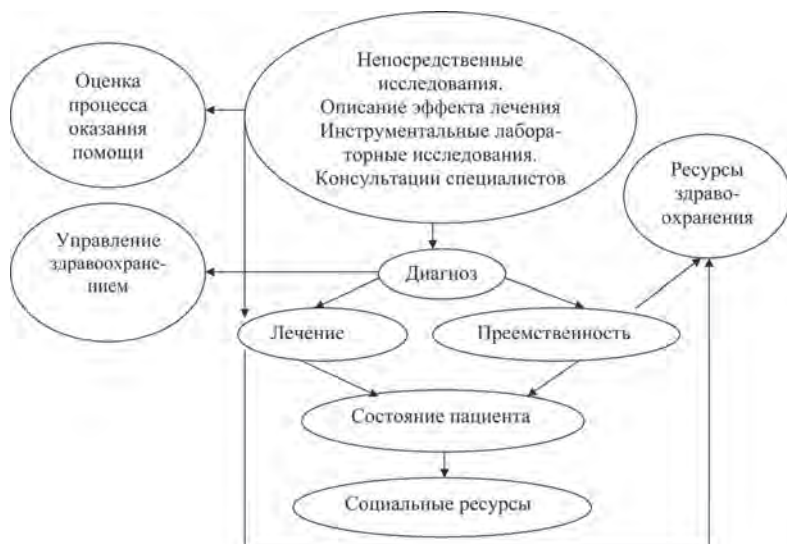 Оценка
процесса
оказания
помощи
Непосредственные
исследования.
Описание эффекта лечения
Инструментальные лабора-
торные исследования.
Консультации специалистов
Ресурсы
здраво-
охранения
Управление
здравоохране-
нием
Диагноз
Лечение
Преемственность
Состояние пациента
Социальные ресурсы